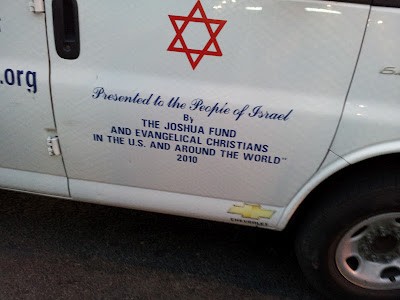 .org
Presented to the People of Israel
By
THE JOSHUA FUND
AND EVANGELICAL CHRISTIANS
IN THE U.S. AND AROUND THE WORLD"
2010
CHEVROLET